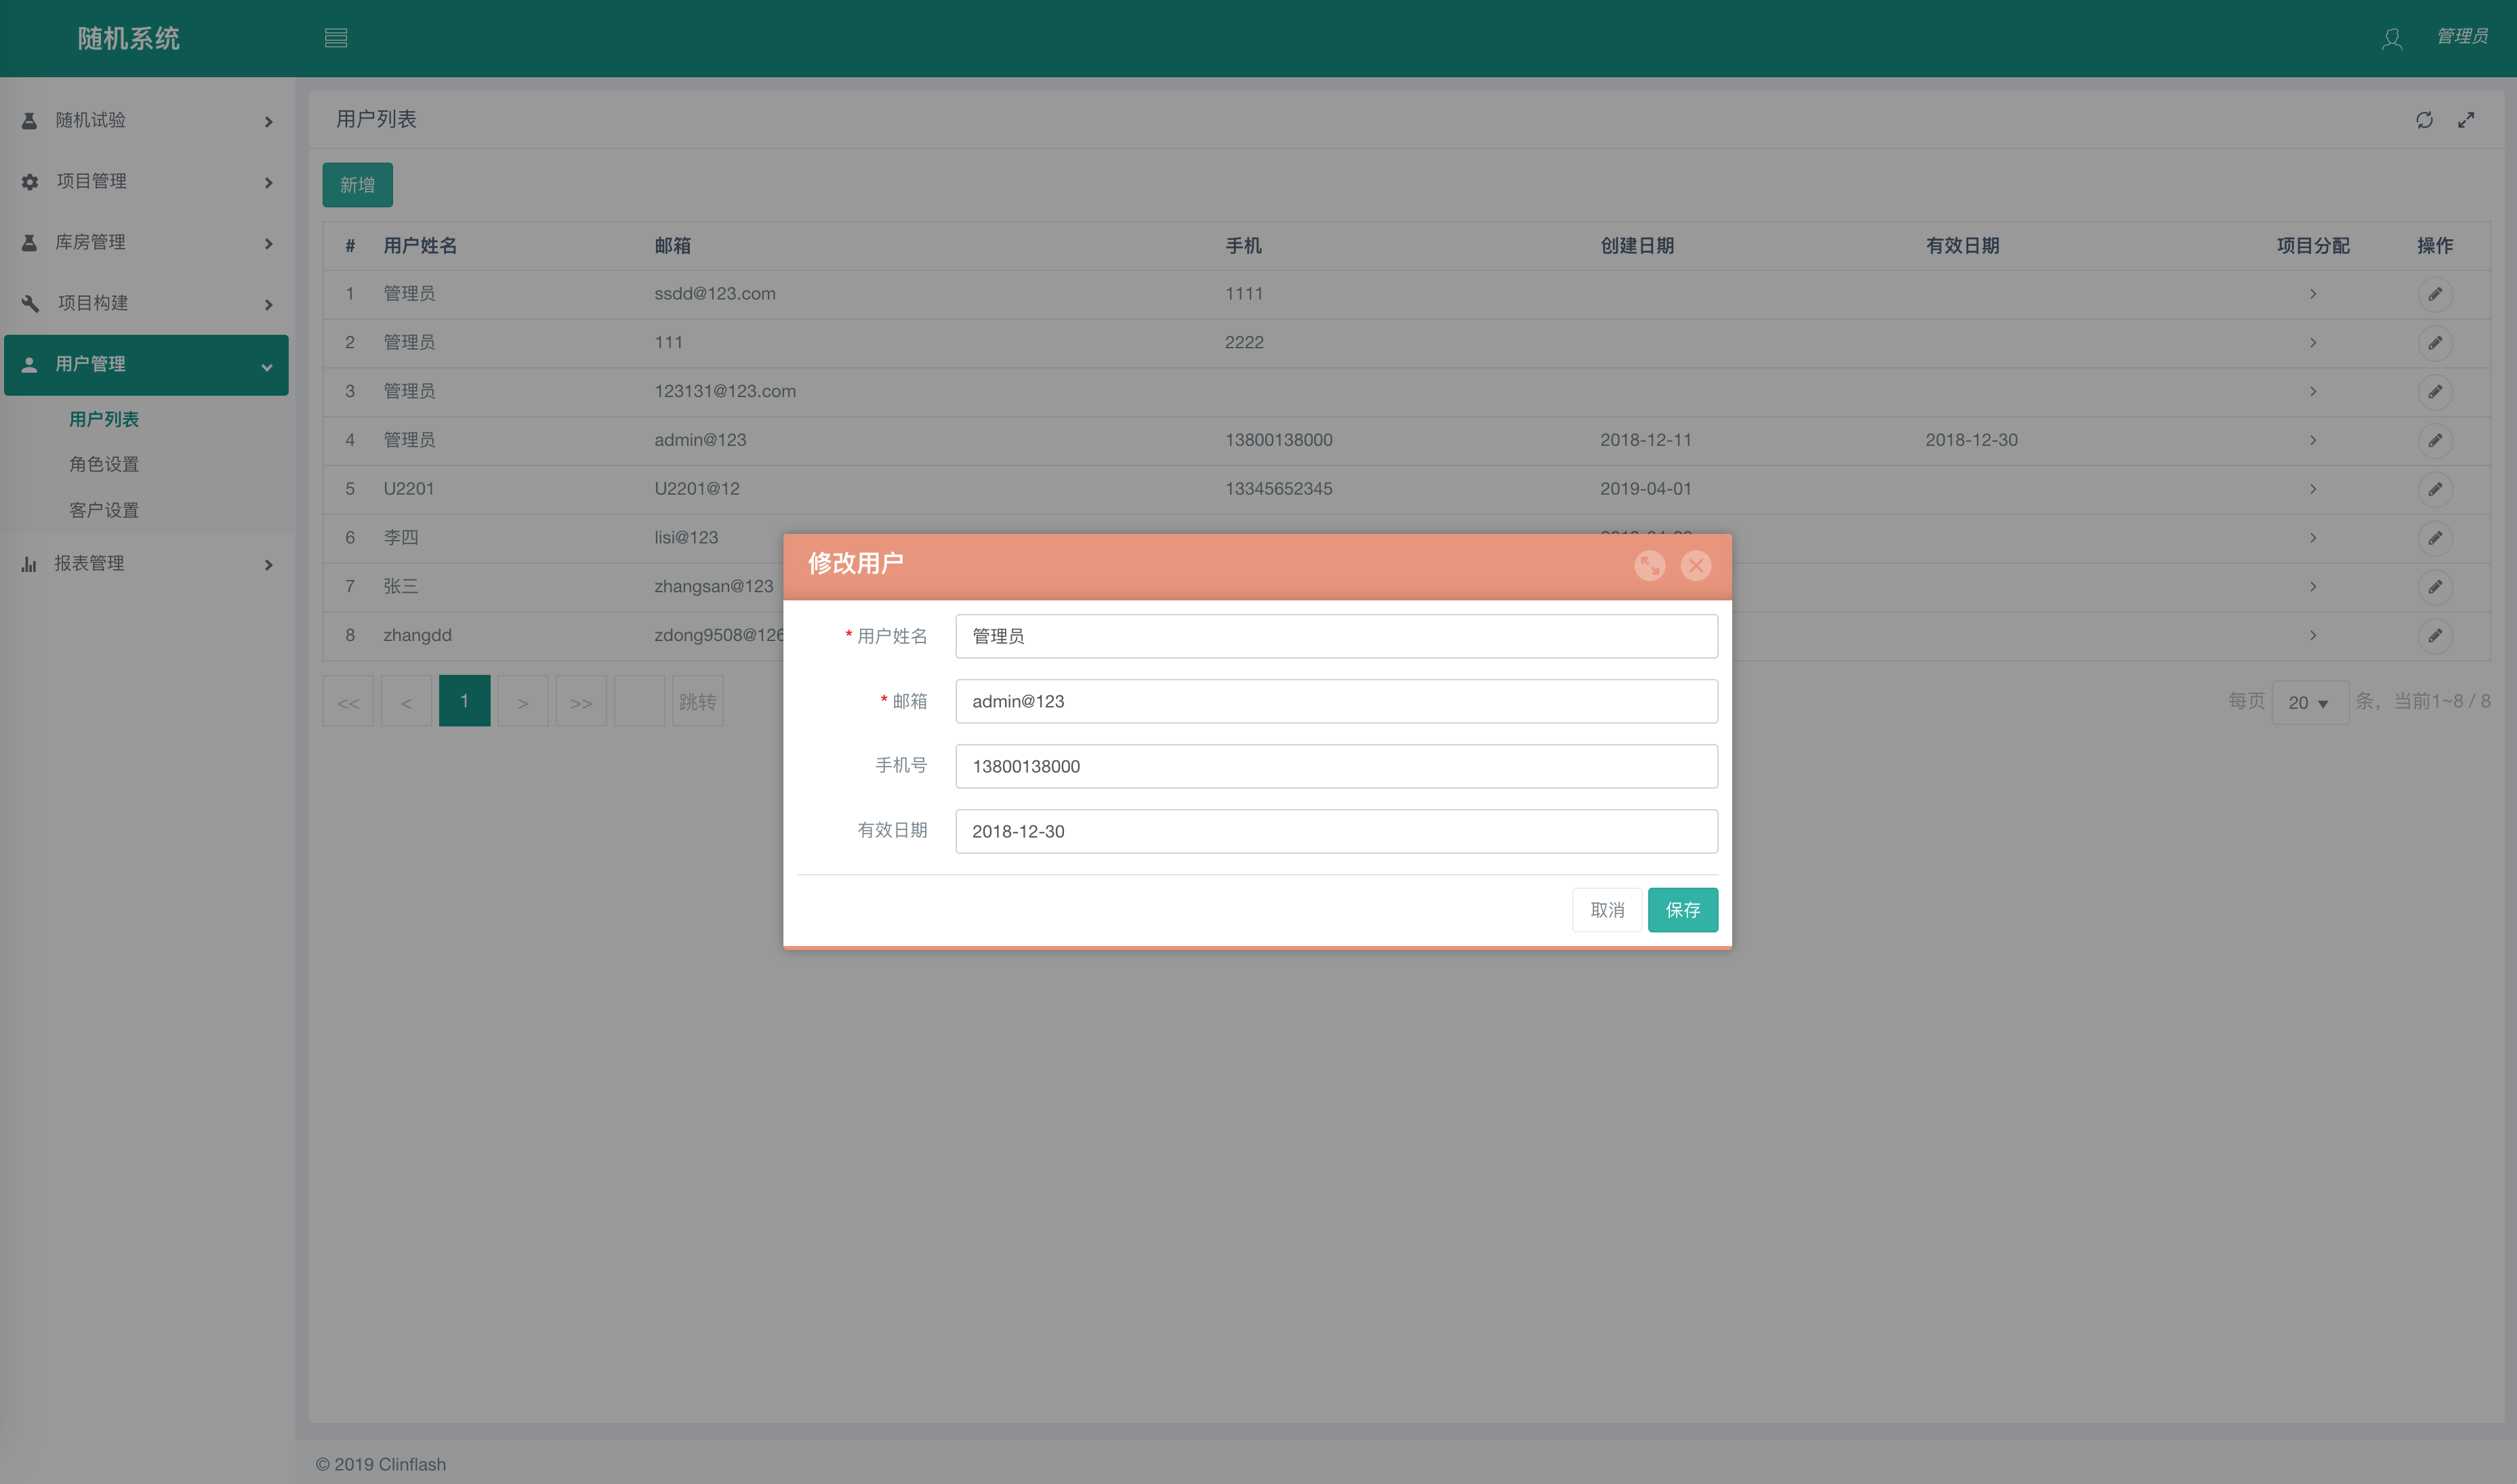 随机系统
管理员
随机试验
项目管理
库房管理
项目构建
用户管理
用户列表
角色设置
客户设置
报表管理
用户列表
新增
# 用户姓名 邮箱 手机 创建日期 有效日期 项目分配 操作
1 管理员 ssdd@123.com 1111
2 管理员 111 2222
3 管理员 123131@123.com
4 管理员 admin@123 13800138000 2018-12-11 2018-12-30
5 U2201 U2201@12 13345652345 2019-04-01
6 李四 lisi@123
7 张三 zhangsan@123
8 zhangdd zdong9508@126
<< < 1 > >> 跳转
每页 20 条，当前1~8 / 8
修改用户
* 用户姓名 管理员
* 邮箱 admin@123
手机号 13800138000
有效日期 2018-12-30
取消 保存
© 2019 Clinflash